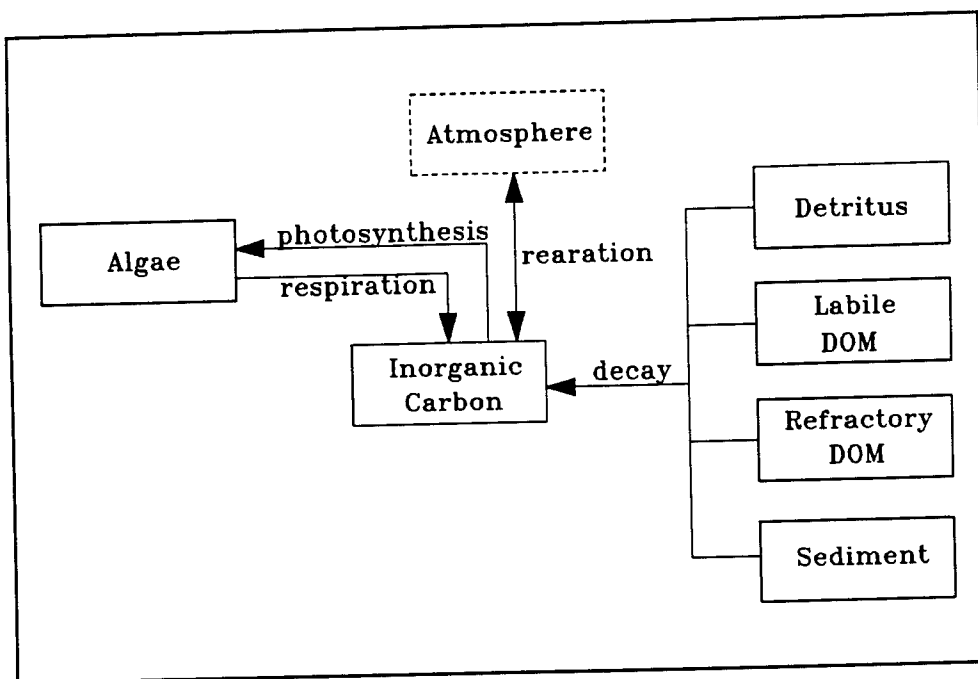 Atmosphere
Detritus
photosynthesis
Algae
rearation
respiration
Labile
DOM
Inorganic
Carbon
decay
Refractory
DOM
Sediment